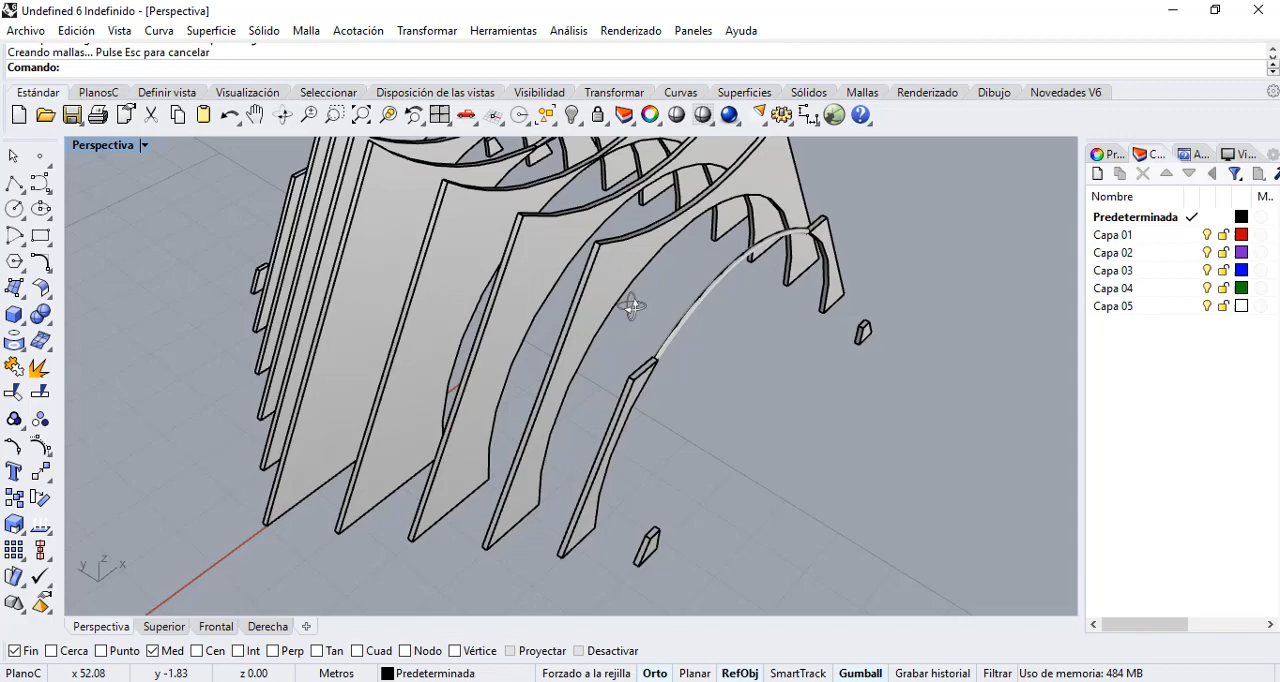 Undefined 6 Indefinido - [Perspectiva]
Archivo Edición Vista Curva Superficie Sólido Malla Acotación Transformar Herramientas Análisis Renderizado Paneles Ayuda
Creando mallas... Pulse Esc para cancelar
Comando:
Estándar PlanosC Definir vista Visualización Seleccionar Disposición de las vistas Visibilidad Transformar Curvas Superficies Sólidos Mallas Renderizado Dibujo Novedades V6
Perspectiva
Pr... C... A... Vi...
Nombre M..
Predeterminada
Capa 01
Capa 02
Capa 03
Capa 04
Capa 05
z
y x
Perspectiva Superior Frontal Derecha
Fin Cerca Punto Med Cen Int Perp Tan Cuad Nodo Vértice Proyectar Desactivar
PlanoC x 52.08 y -1.83 z 0.00 Metros Predeterminada Forzado a la rejilla Orto Planar RefObj SmartTrack Gumball Grabar historial Filtrar Uso de memoria: 484 MB